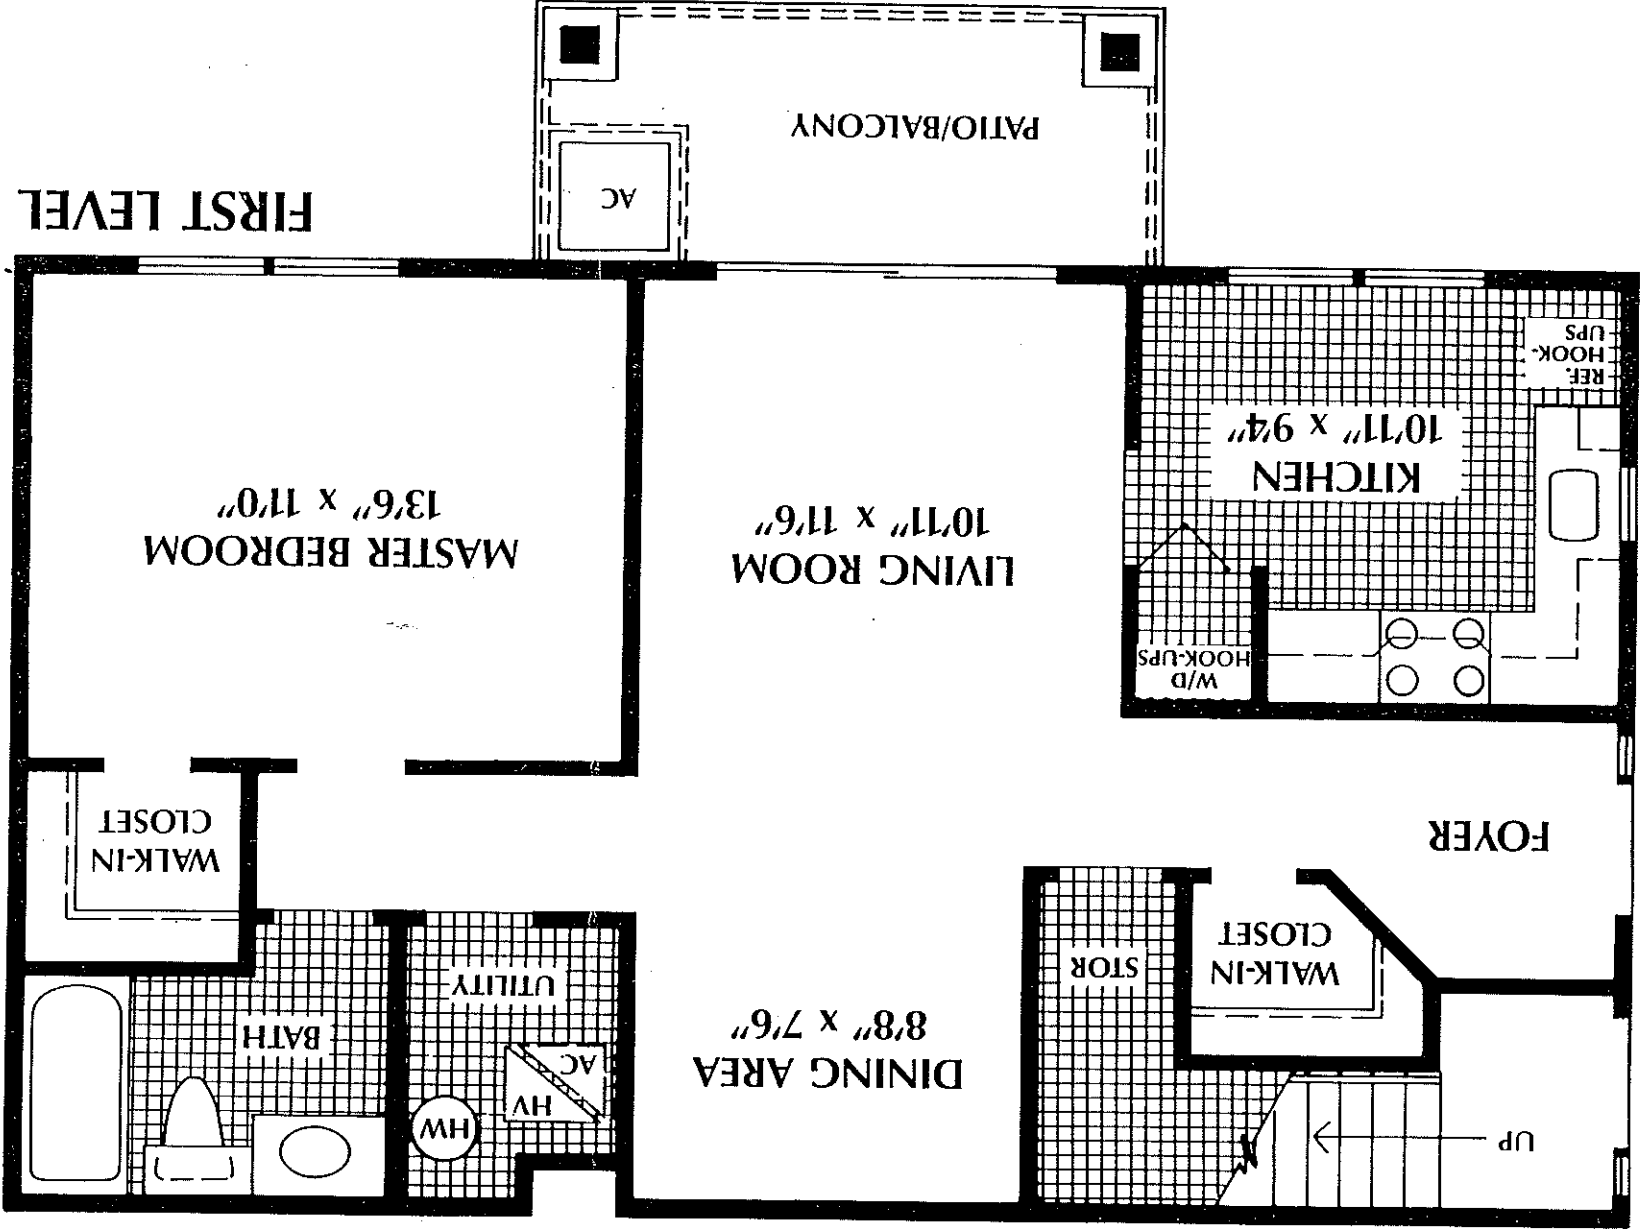 UP
HW
HV
AC
DINING AREA
8'8" x 7'6"
BATH
UTILITY
WALK-IN
CLOSET
STOR
FOYER
WALK-IN
CLOSET
W/D
HOOK-UPS
KITCHEN
10'11" x 9'4"
REF.
HOOK-
UPS
LIVING ROOM
10'11" x 11'6"
MASTER BEDROOM
13'6" x 11'0"
FIRST LEVEL
AC
PATIO/BALCONY